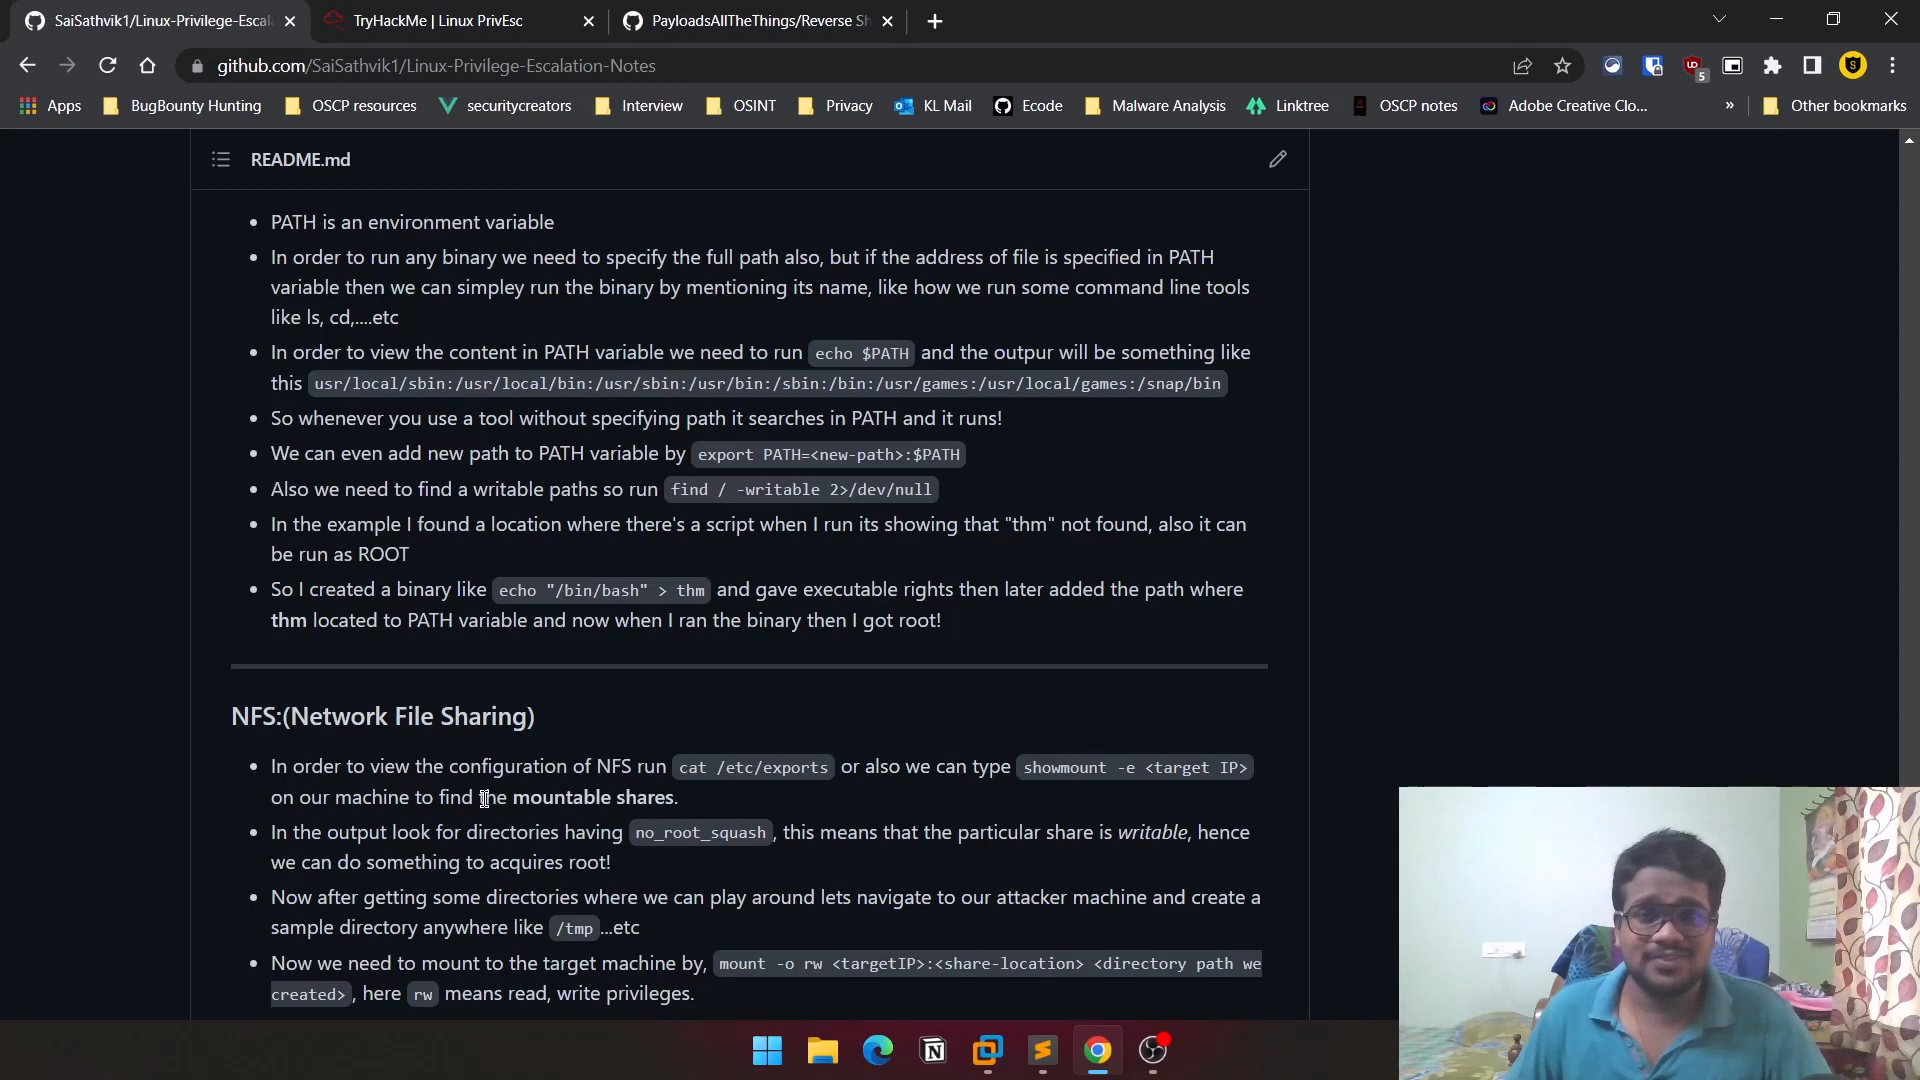 SaiSathvik1/Linux-Privilege-Escal
TryHackMe | Linux PrivEsc
PayloadsAllTheThings/Reverse Sh
github.com/SaiSathvik1/Linux-Privilege-Escalation-Notes
5
S
Apps
BugBounty Hunting
OSCP resources
securitycreators
Interview
OSINT
Privacy
KL Mail
Ecode
Malware Analysis
Linktree
OSCP notes
Adobe Creative Clo...
»
Other bookmarks
README.md
PATH is an environment variable
In order to run any binary we need to specify the full path also, but if the address of file is specified in PATH
variable then we can simpley run the binary by mentioning its name, like how we run some command line tools
like ls, cd,....etc
In order to view the content in PATH variable we need to run echo $PATH and the outpur will be something like
this usr/local/sbin:/usr/local/bin:/usr/sbin:/usr/bin:/sbin:/bin:/usr/games:/usr/local/games:/snap/bin
So whenever you use a tool without specifying path it searches in PATH and it runs!
We can even add new path to PATH variable by export PATH=<new-path>:$PATH
Also we need to find a writable paths so run find / -writable 2>/dev/null
In the example I found a location where there's a script when I run its showing that "thm" not found, also it can
be run as ROOT
So I created a binary like echo "/bin/bash" > thm and gave executable rights then later added the path where
thm located to PATH variable and now when I ran the binary then I got root!
NFS:(Network File Sharing)
In order to view the configuration of NFS run cat /etc/exports or also we can type showmount -e <target IP>
on our machine to find the mountable shares.
In the output look for directories having no_root_squash, this means that the particular share is writable, hence
we can do something to acquires root!
Now after getting some directories where we can play around lets navigate to our attacker machine and create a
sample directory anywhere like /tmp...etc
Now we need to mount to the target machine by, mount -o rw <targetIP>:<share-location> <directory path we
created>, here rw means read, write privileges.